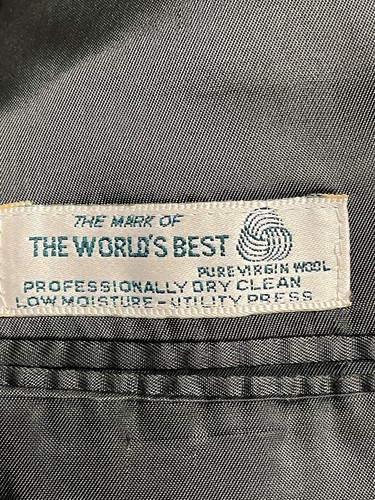 THE MARK OF
THE WORLD'S BEST
PURE VIRGIN WOOL
PROFESSIONALLY DRY CLEAN
LOW MOISTURE - UTILITY PRESS